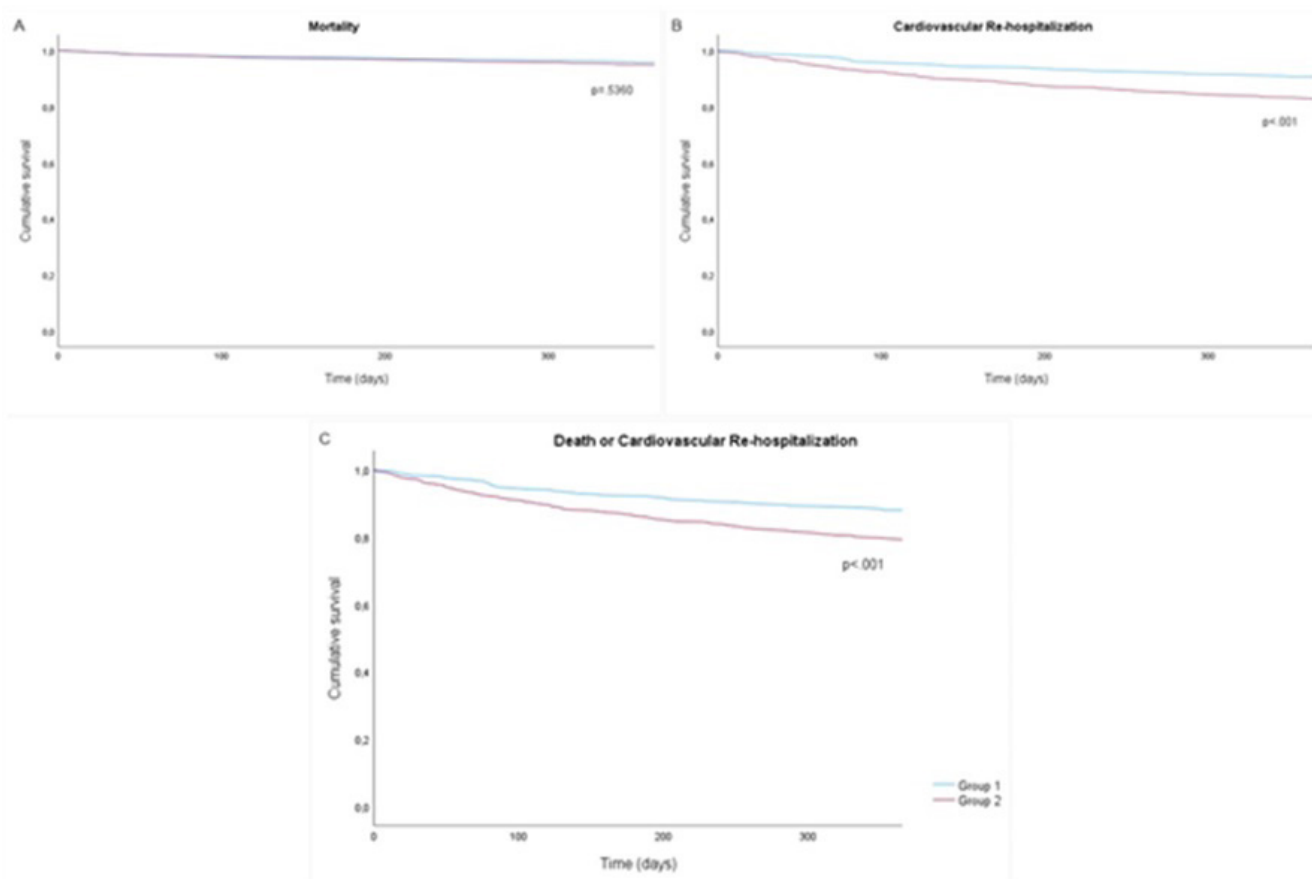 A
Mortality
1,0
0,8
0,6
0,4
0,2
0,0
Cumulative survival
p=.5360
0 100 200 300
Time (days)
B
Cardiovascular Re-hospitalization
1,0
0,8
0,6
0,4
0,2
0,0
Cumulative survival
p<.001
0 100 200 300
Time (days)
C
Death or Cardiovascular Re-hospitalization
1,0
0,8
0,6
0,4
0,2
0,0
Cumulative survival
p<.001
Group 1
Group 2
0 100 200 300
Time (days)